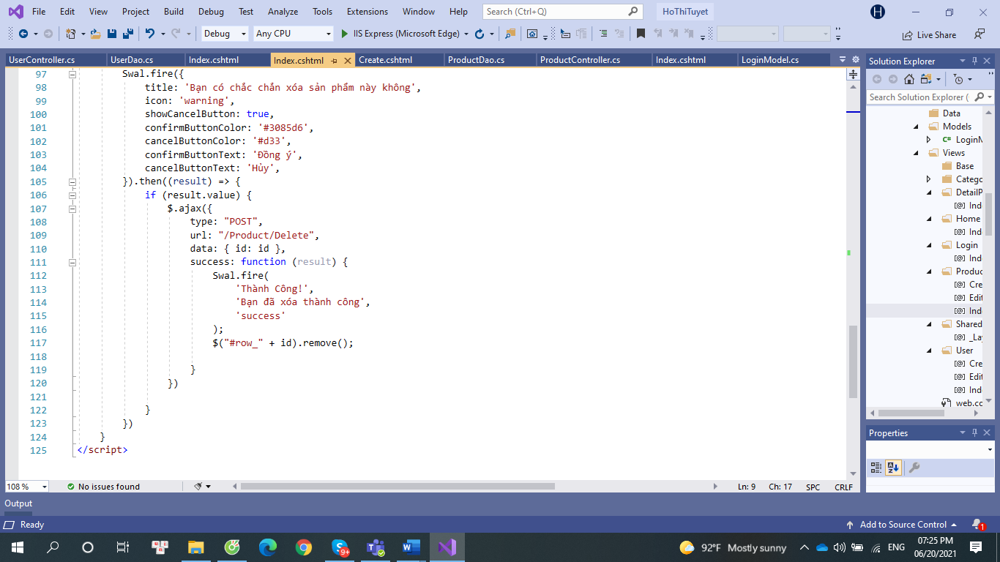 File Edit View Project Build Debug Test Analyze Tools Extensions Window Help Search (Ctrl+Q) HoThiTuyet H
Debug Any CPU IIS Express (Microsoft Edge) Live Share
UserController.cs UserDao.cs Index.cshtml Index.cshtml Create.cshtml ProductDao.cs ProductController.cs Index.cshtml LoginModel.cs
97 Swal.fire({
98 title: 'Bạn có chắc chắn xóa sản phẩm này không',
99 icon: 'warning',
100 showCancelButton: true,
101 confirmButtonColor: '#3085d6',
102 cancelButtonColor: '#d33',
103 confirmButtonText: 'Đồng ý',
104 cancelButtonText: 'Hủy',
105 }).then((result) => {
106 if (result.value) {
107 $.ajax({
108 type: "POST",
109 url: "/Product/Delete",
110 data: { id: id },
111 success: function (result) {
112 Swal.fire(
113 'Thành Công!',
114 'Bạn đã xóa thành công',
115 'success'
116 );
117 $("#row_" + id).remove();
118
119 }
120 })
121
122 }
123 })
124 }
125 </script>
108 % No issues found Ln: 9 Ch: 17 SPC CRLF
Solution Explorer
Search Solution Explorer (
Data
Models
C# LoginM
Views
Base
Catego
DetailP
[@] Ind
Home
[@] Ind
Login
[@] Ind
Produc
[@] Cre
[@] Edit
[@] Ind
Shared
[@] _La
User
[@] Cre
[@] Edit
[@] Ind
web.cc
Properties
Output
Ready Add to Source Control 1
9+ 92°F Mostly sunny ENG 07:25 PM
06/20/2021